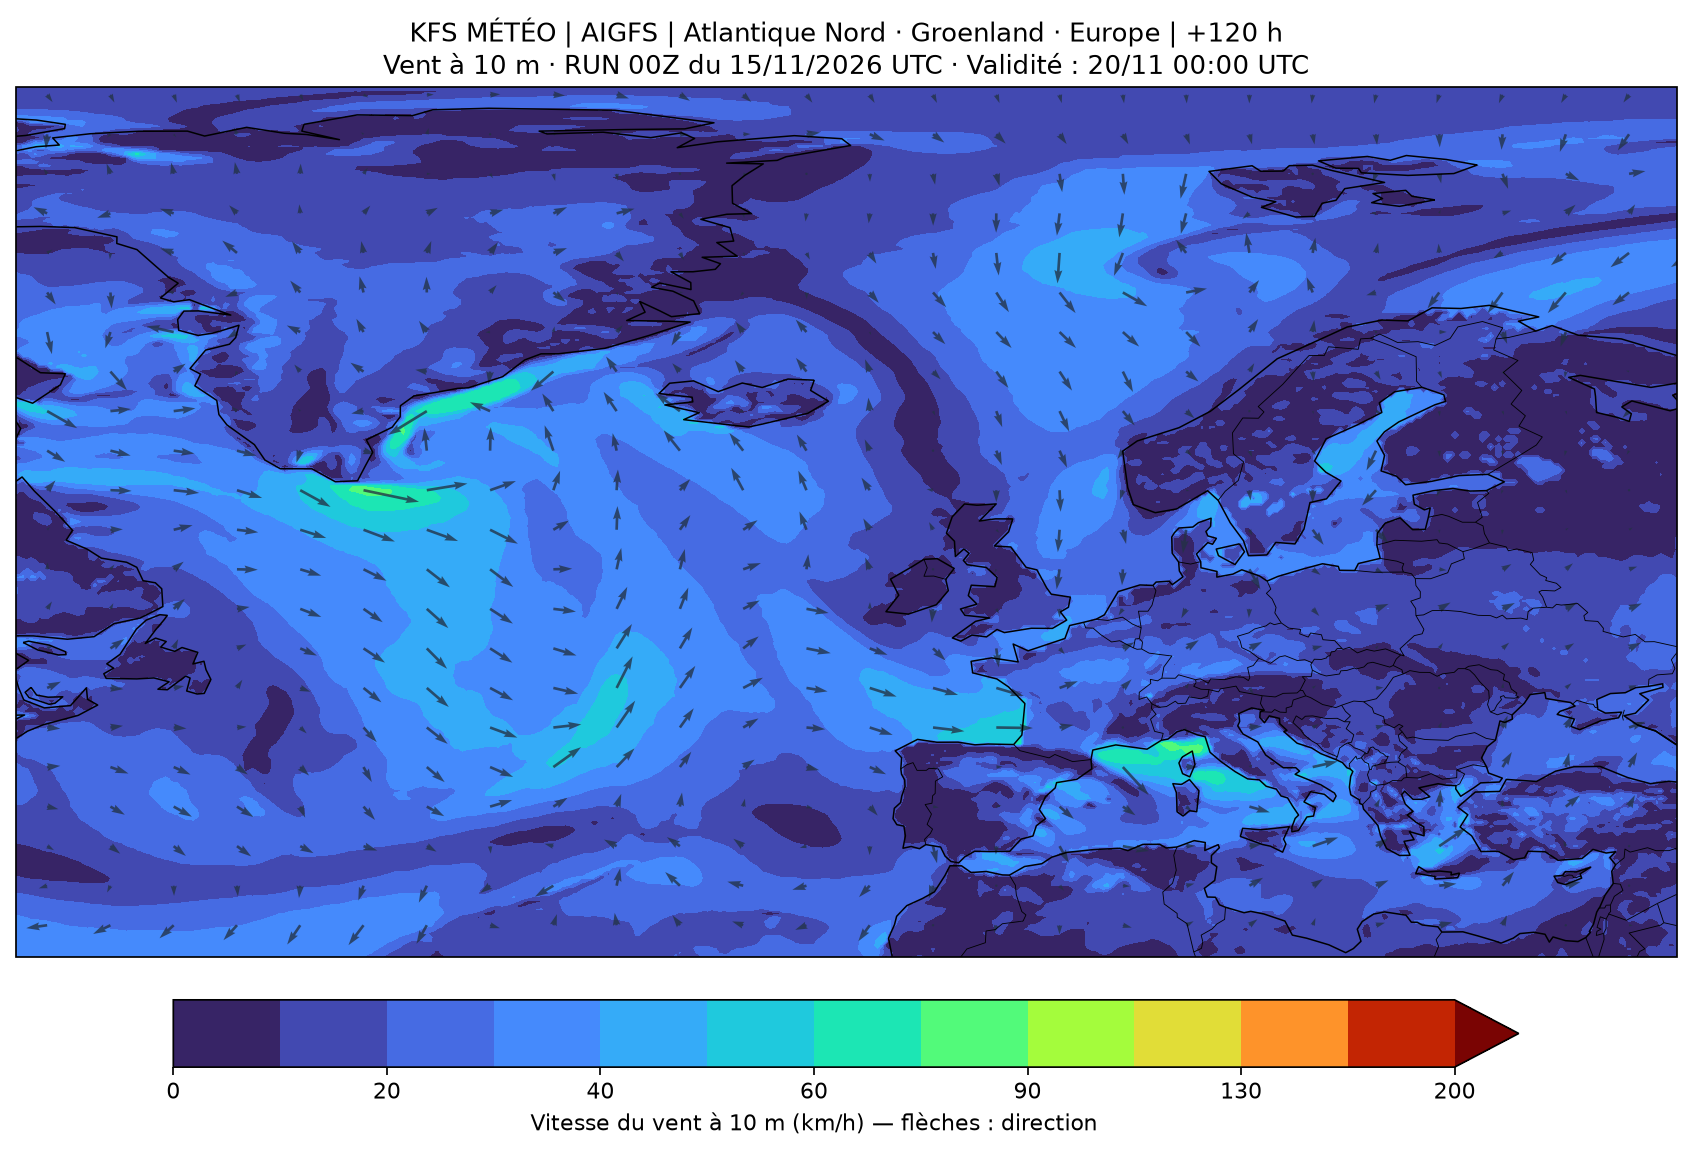 KFS MÉTÉO | AIGFS | Atlantique Nord · Groenland · Europe | +120 h
Vent à 10 m · RUN 00Z du 15/11/2026 UTC · Validité : 20/11 00:00 UTC
0 20 40 60 90 130 200
Vitesse du vent à 10 m (km/h) — flèches : direction